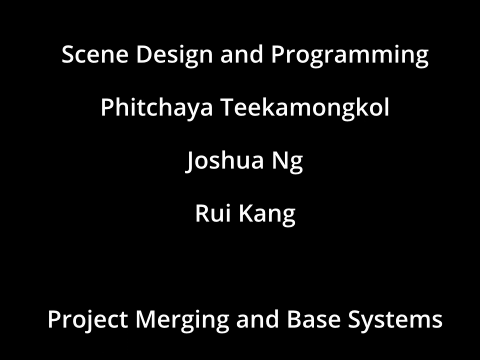 Scene Design and Programming
Phitchaya Teekamongkol
Joshua Ng
Rui Kang
Project Merging and Base Systems